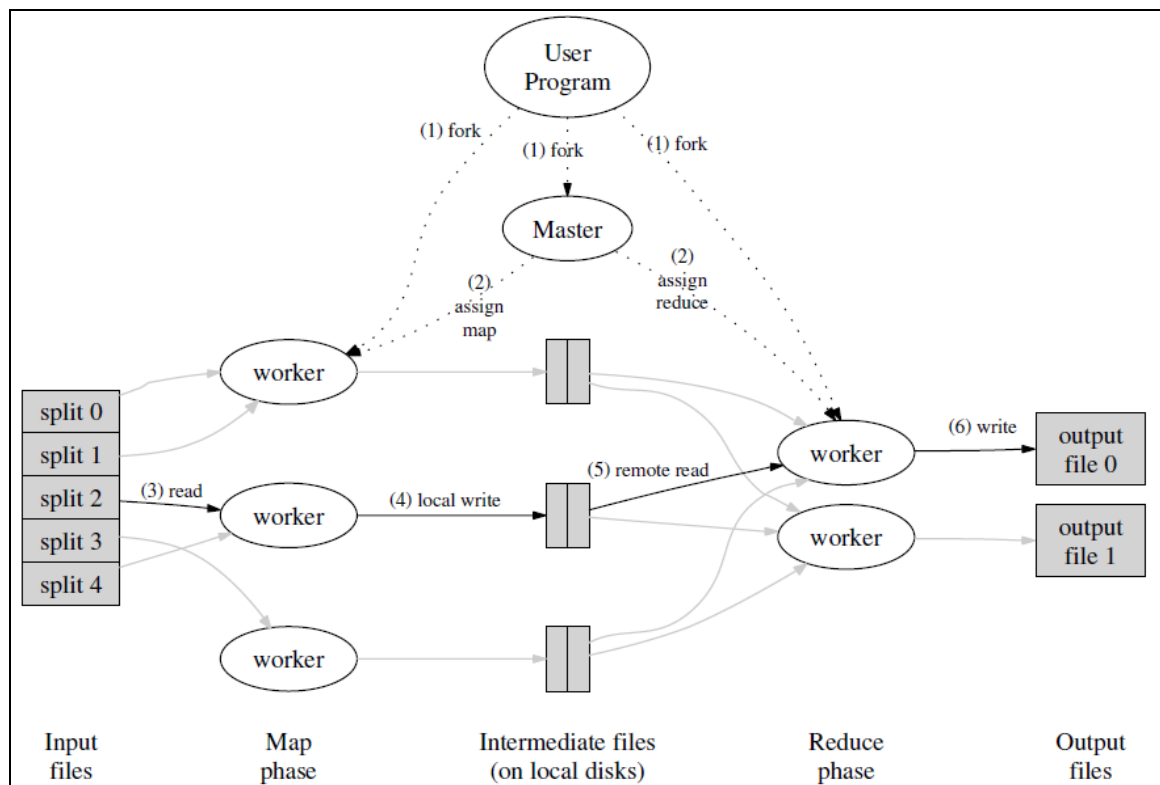 User
Program
(1) fork
(1) fork
(1) fork
Master
(2)
assign
map
(2)
assign
reduce
worker
split 0
split 1
split 2
split 3
split 4
(3) read
worker
(4) local write
worker
(5) remote read
worker
(6) write
output
file 0
worker
output
file 1
Input
files
Map
phase
Intermediate files
(on local disks)
Reduce
phase
Output
files